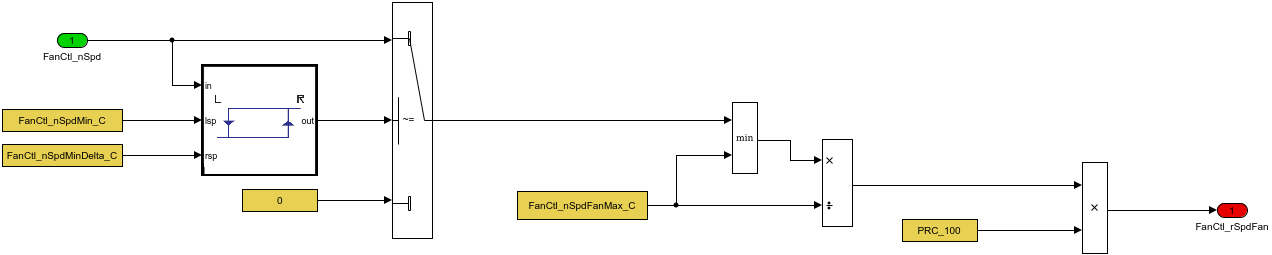 1
FanCtl_nSpd
in
L
R
FanCtl_nSpdMin_C
lsp
out
~=
min
FanCtl_nSpdMinDelta_C
rsp
×
0
FanCtl_nSpdFanMax_C
÷
×
1
PRC_100
FanCtl_rSpdFan